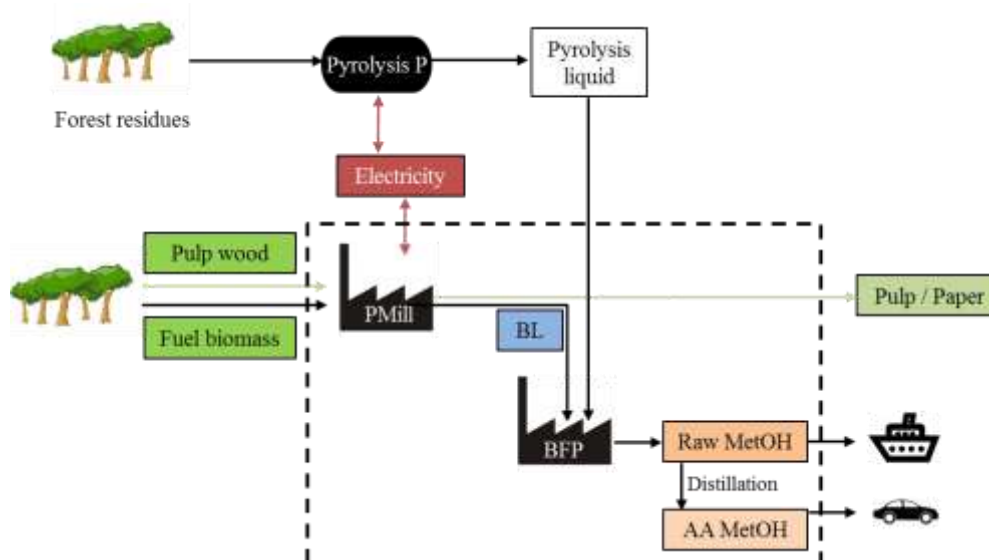 Pyrolysis P
Pyrolysis
liquid
Forest residues
Electricity
Pulp wood
PMill
Pulp / Paper
BL
Fuel biomass
BFP
Raw MetOH
Distillation
AA MetOH